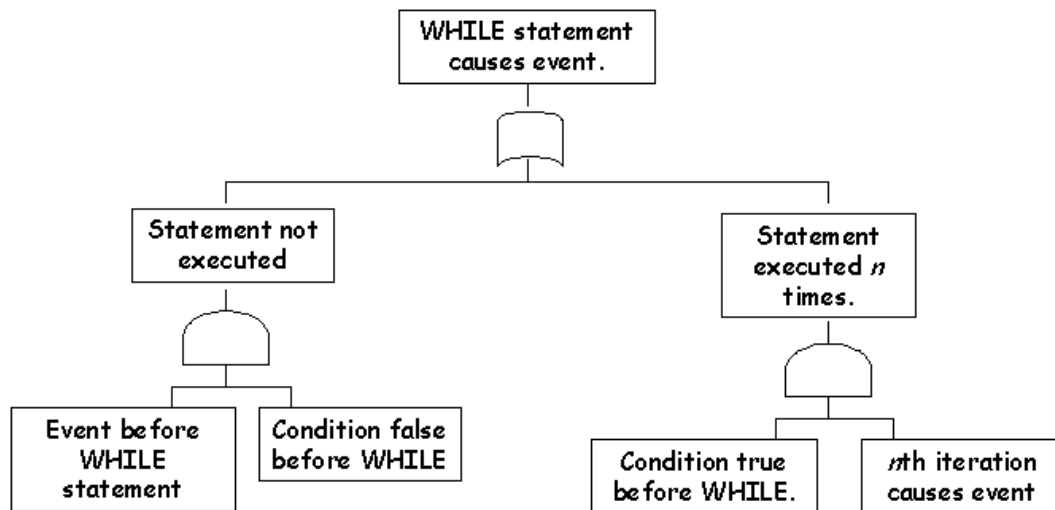 WHILE statement
causes event.
Statement not
executed
Statement
executed n
times.
Event before
WHILE
statement
Condition false
before WHILE
Condition true
before WHILE.
nth iteration
causes event